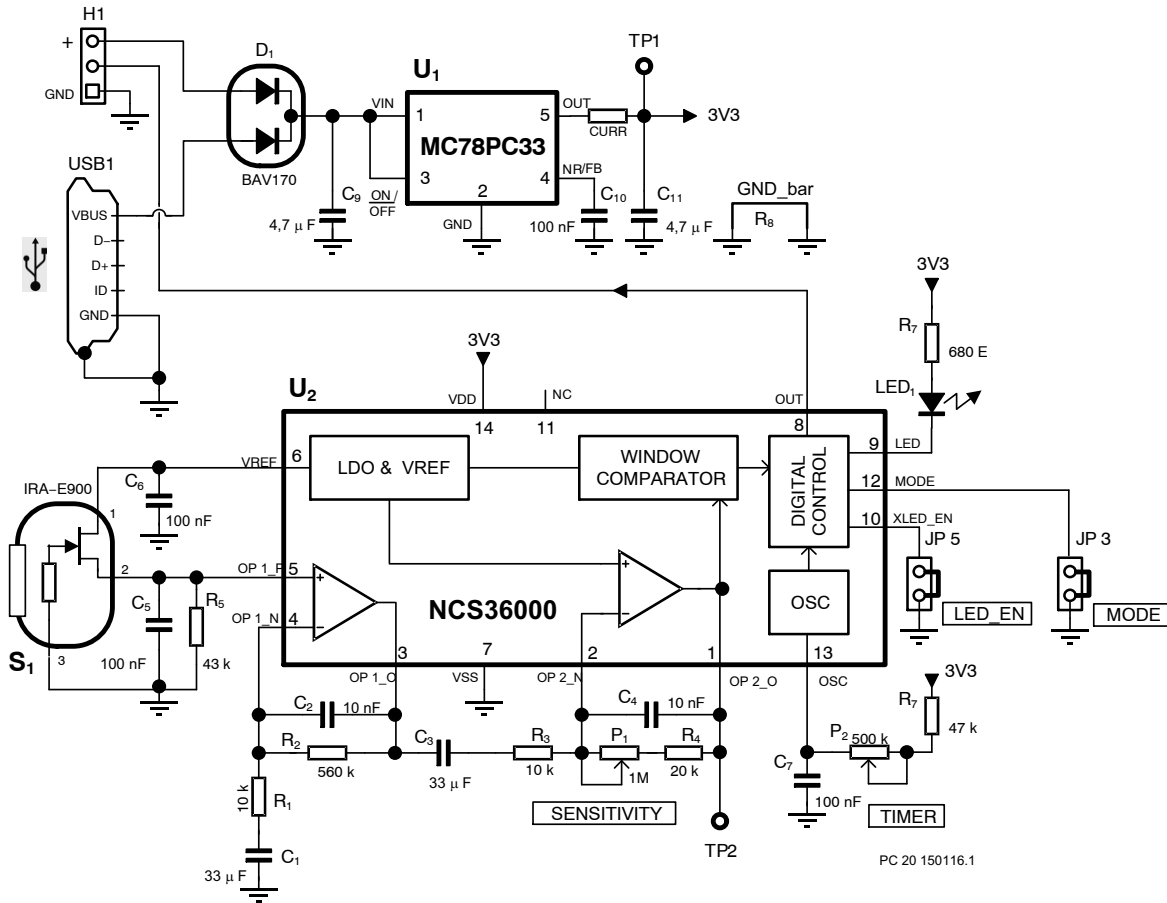 H1
+
GND
D1
BAV170
USB1
VBUS
D−
D+
ID
GND
U1
MC78PC33
VIN
1
3
ON/
OFF
2
GND
5
OUT
4
NR/FB
CURR
TP1
3V3
C9
4,7 μF
C10
100 nF
C11
4,7 μF
GND_bar
R8
3V3
R7
680 E
LED1
3V3
U2
VDD
14
NC
11
OUT
8
9
LED
12
MODE
10
XLED_EN
JP 5
LED_EN
JP 3
MODE
VREF
6
LDO & VREF
WINDOW
COMPARATOR
DIGITAL
CONTROL
OSC
NCS36000
IRA−E900
1
2
3
S1
C6
100 nF
C5
100 nF
R5
43 k
OP 1_P
5
+
OP 1_N
4
−
+
−
3
OP 1_O
7
VSS
2
OP 2_N
1
OP 2_O
13
OSC
C2
10 nF
R2
560 k
10 k
R1
C1
33 μF
C3
33 μF
R3
10 k
C4
10 nF
P1
1M
R4
20 k
SENSITIVITY
TP2
3V3
R7
47 k
P2
500 k
C7
100 nF
TIMER
PC 20 150116.1